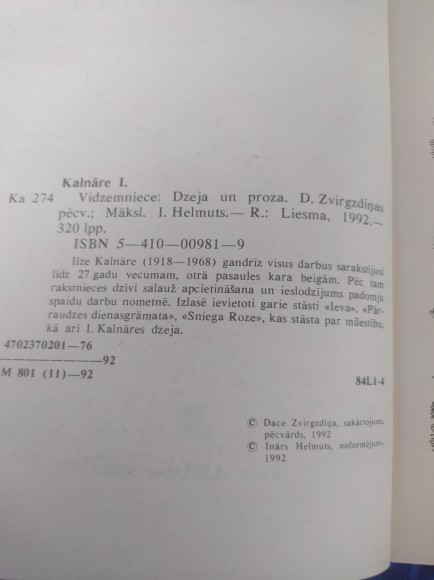 Kalnāre I.
Ka 274 Vidzemniece: Dzeja un proza. D. Zvirgzdiņas
pēcv.; Māksl. I. Helmuts.— R.: Liesma, 1992.—
320 lpp.
ISBN 5—410—00981—9
Ilze Kalnāre (1918—1968) gandrīz visus darbus sarakstījusi
līdz 27 gadu vecumam, otrā pasaules kara beigām. Pēc tam
rakstnieces dzīvi salauž apcietināšana un ieslodzījums padomju
spaidu darbu nometnē. Izlasē ievietoti garie stāsti «Ieva», «Pār-
raudzes dienasgrāmata», «Sniega Roze», kas stāsta par mīlestību,
kā arī I. Kalnāres dzeja.
4702370201—76
———————————92
M 801 (11)—92
84L1-4
© Dace Zvirgzdiņa, sakārtojum,
pēcvārds, 1992
© Inārs Helmuts, noformējum,
1992